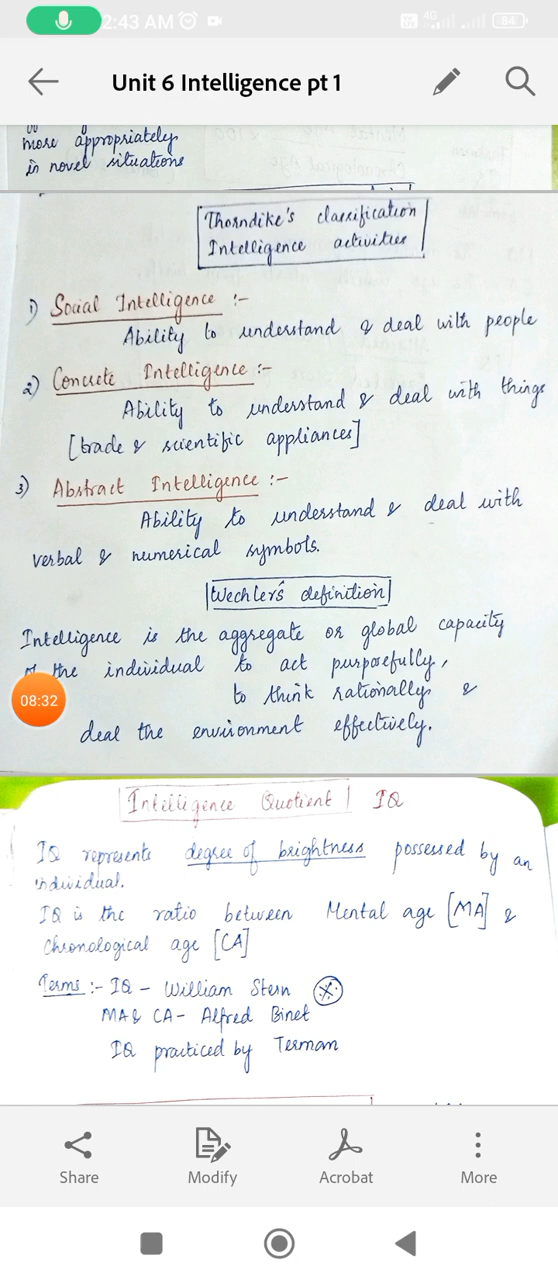 2:43 AM
4G
84
Unit 6 Intelligence pt 1
more appropriately
in novel situations
Thorndike's classification
Intelligence activities
1) Social Intelligence :-
Ability to understand & deal with people
2) Concrete Intelligence :-
Ability to understand & deal with things
[trade & scientific appliances]
3) Abstract Intelligence :-
Ability to understand & deal with
verbal & numerical symbols.
Wechler's definition
Intelligence is the aggregate or global capacity
the individual to act purposefully,
to think rationally &
08:32
deal the environment effectively.
Intelligence Quotient IQ
IQ represents degree of brightness possessed by an
individual.
IQ is the ratio between Mental age [MA] &
Chronological age [CA]
Terms :- IQ - William Stern
MA & CA - Alfred Binet
IQ practiced by Terman
Share
Modify
Acrobat
More